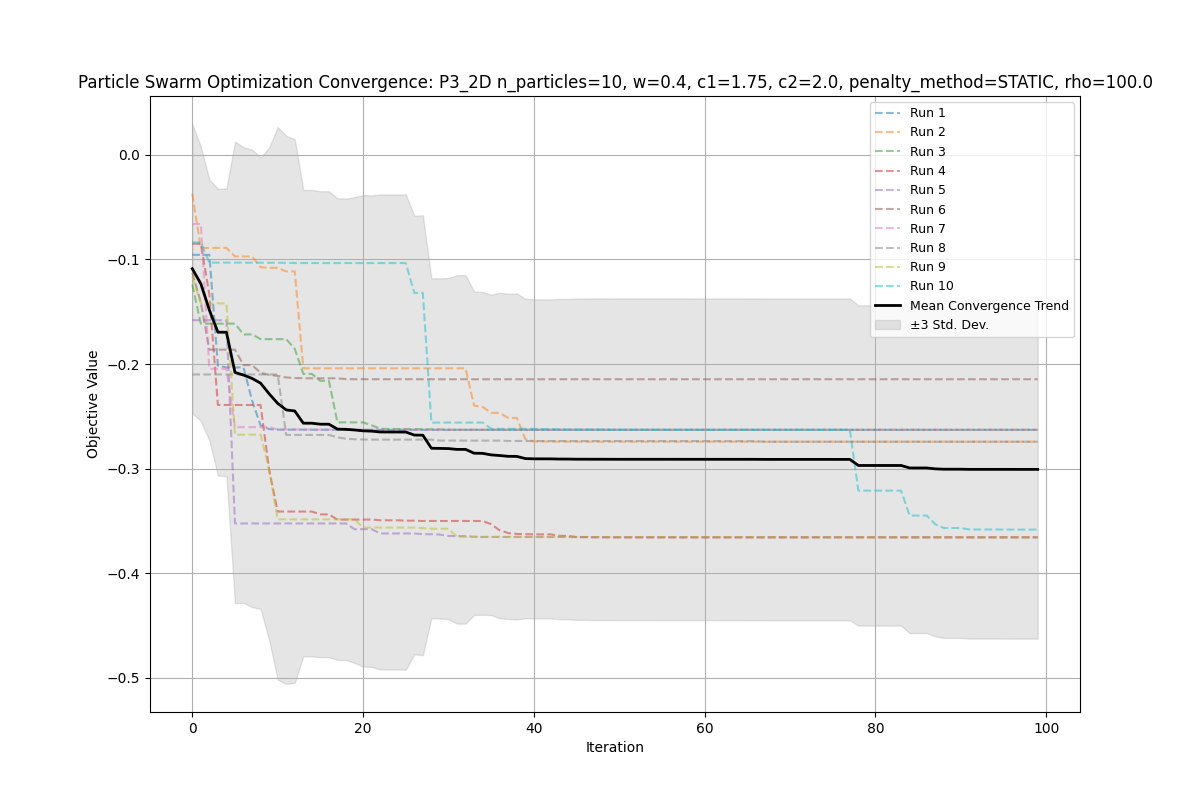 Particle Swarm Optimization Convergence: P3_2D n_particles=10, w=0.4, c1=1.75, c2=2.0, penalty_method=STATIC, rho=100.0
Objective Value
0.0
−0.1
−0.2
−0.3
−0.4
−0.5
Run 1
Run 2
Run 3
Run 4
Run 5
Run 6
Run 7
Run 8
Run 9
Run 10
Mean Convergence Trend
±3 Std. Dev.
0 20 40 60 80 100
Iteration